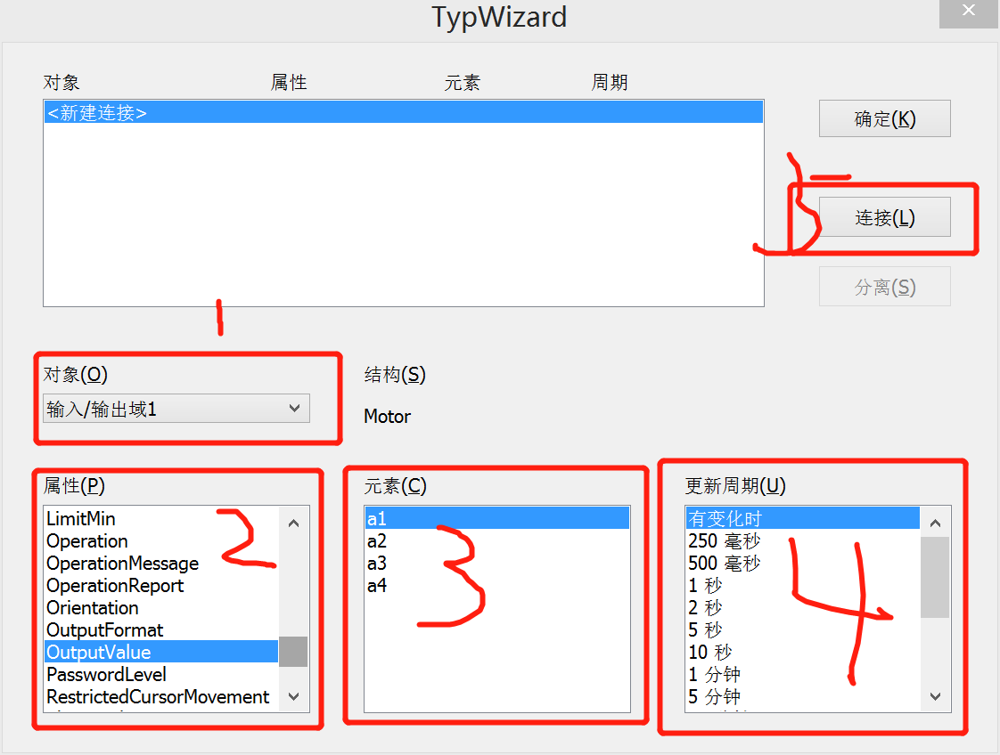 TypWizard
对象 属性 元素 周期
<新建连接>
确定(K)
5
连接(L)
分离(S)
1
对象(O) 结构(S)
输入/输出域1
Motor
属性(P) 元素(C) 更新周期(U)
LimitMin
Operation
OperationMessage
OperationReport
Orientation
OutputFormat
OutputValue
PasswordLevel
RestrictedCursorMovement
2
a1
a2
a3
a4
3
有变化时
250 毫秒
500 毫秒
1 秒
2 秒
5 秒
10 秒
1 分钟
5 分钟
4